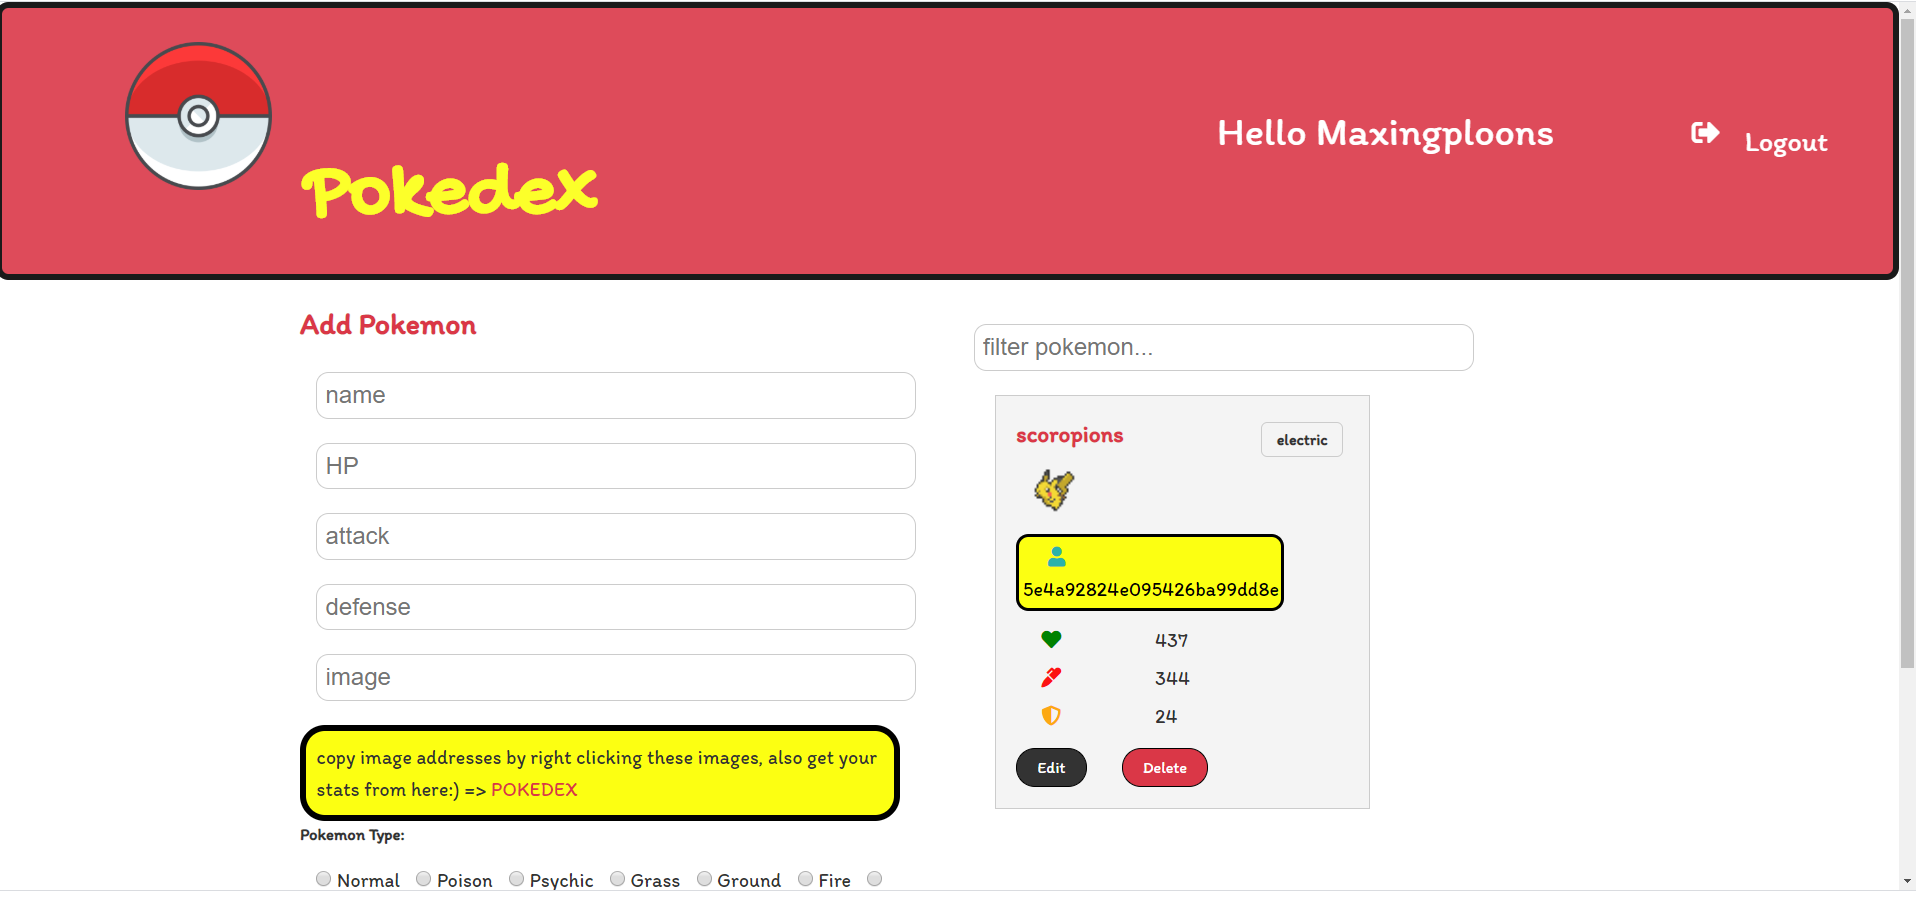 Pokedex
Hello Maxingploons
Logout
Add Pokemon
name
HP
attack
defense
image
copy image addresses by right clicking these images, also get your
stats from here:) => POKEDEX
Pokemon Type:
Normal Poison Psychic Grass Ground Fire
filter pokemon...
scoropions
electric
5e4a92824e095426ba99dd8e
437
344
24
Edit Delete